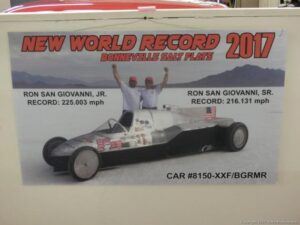 NEW WORLD RECORD 2017
BONNEVILLE SALT FLATS
RON SAN GIOVANNI, JR.
RECORD: 225.003 mph
RON SAN GIOVANNI, SR.
RECORD: 216.131 mph
CAR #8150-XXF/BGRMR